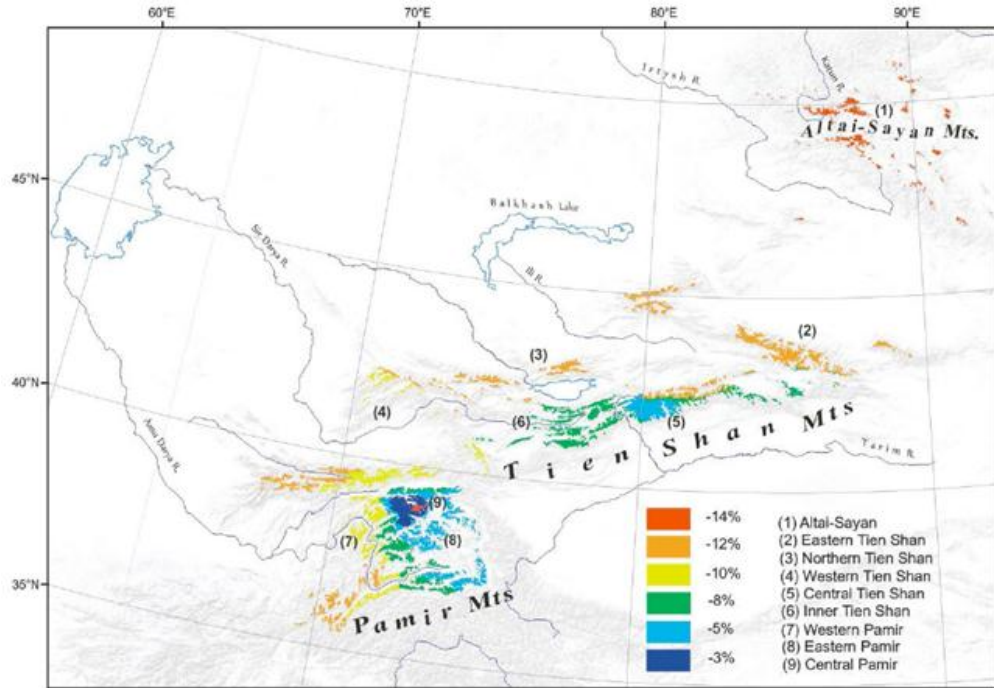 60°E 70°E 80°E 90°E
Irtysh R.
Katun R.
(1)
Altai-Sayan Mts.
45°N
Balkhash Lake
Sir Darya R.
Ili R.
(2)
(3)
40°N
(4)
(6)
(5)
Tien Shan Mts
Amu Darya R.
Tarim R.
(9)
(7)
(8)
35°N
Pamir Mts
-14%
-12%
-10%
-8%
-5%
-3%
(1) Altai-Sayan
(2) Eastern Tien Shan
(3) Northern Tien Shan
(4) Western Tien Shan
(5) Central Tien Shan
(6) Inner Tien Shan
(7) Western Pamir
(8) Eastern Pamir
(9) Central Pamir